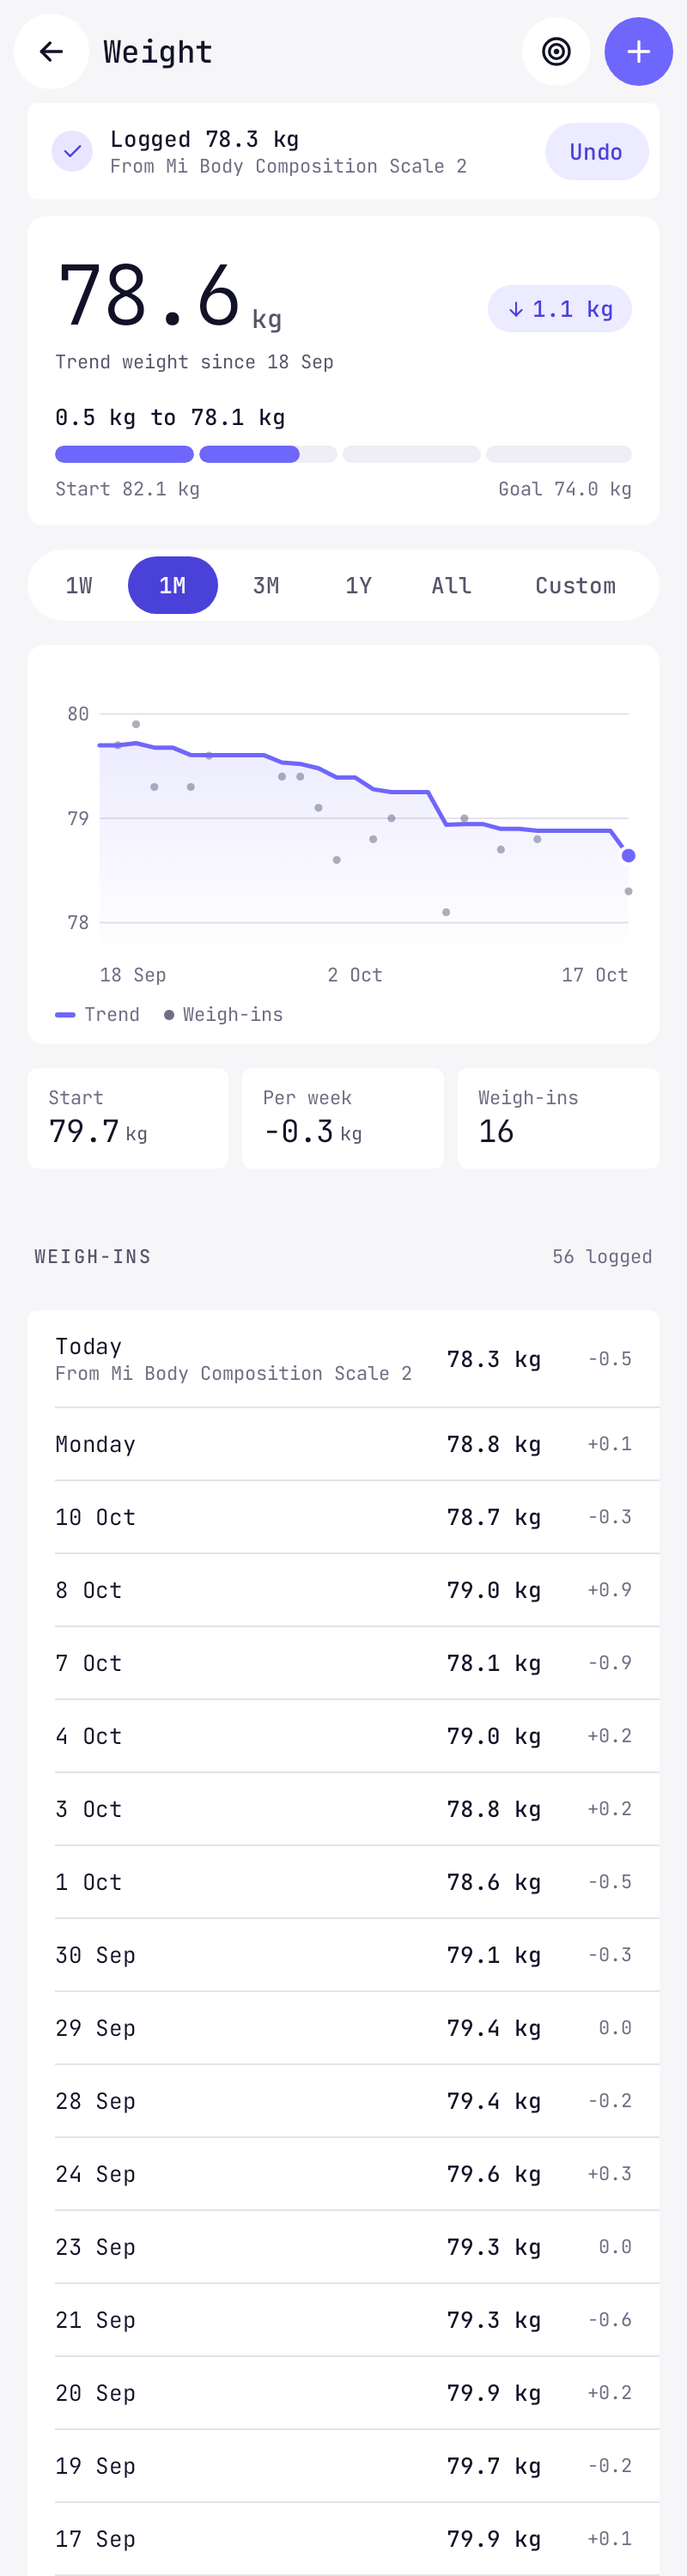 Weight
Logged 78.3 kg
From Mi Body Composition Scale 2
Undo
78.6 kg
↓ 1.1 kg
Trend weight since 18 Sep
0.5 kg to 78.1 kg
Start 82.1 kg
Goal 74.0 kg
1W 1M 3M 1Y All Custom
80
79
78
18 Sep 2 Oct 17 Oct
Trend Weigh-ins
Start
79.7 kg
Per week
-0.3 kg
Weigh-ins
16
WEIGH-INS 56 logged
Today
From Mi Body Composition Scale 2
78.3 kg -0.5
Monday 78.8 kg +0.1
10 Oct 78.7 kg -0.3
8 Oct 79.0 kg +0.9
7 Oct 78.1 kg -0.9
4 Oct 79.0 kg +0.2
3 Oct 78.8 kg +0.2
1 Oct 78.6 kg -0.5
30 Sep 79.1 kg -0.3
29 Sep 79.4 kg 0.0
28 Sep 79.4 kg -0.2
24 Sep 79.6 kg +0.3
23 Sep 79.3 kg 0.0
21 Sep 79.3 kg -0.6
20 Sep 79.9 kg +0.2
19 Sep 79.7 kg -0.2
17 Sep 79.9 kg +0.1